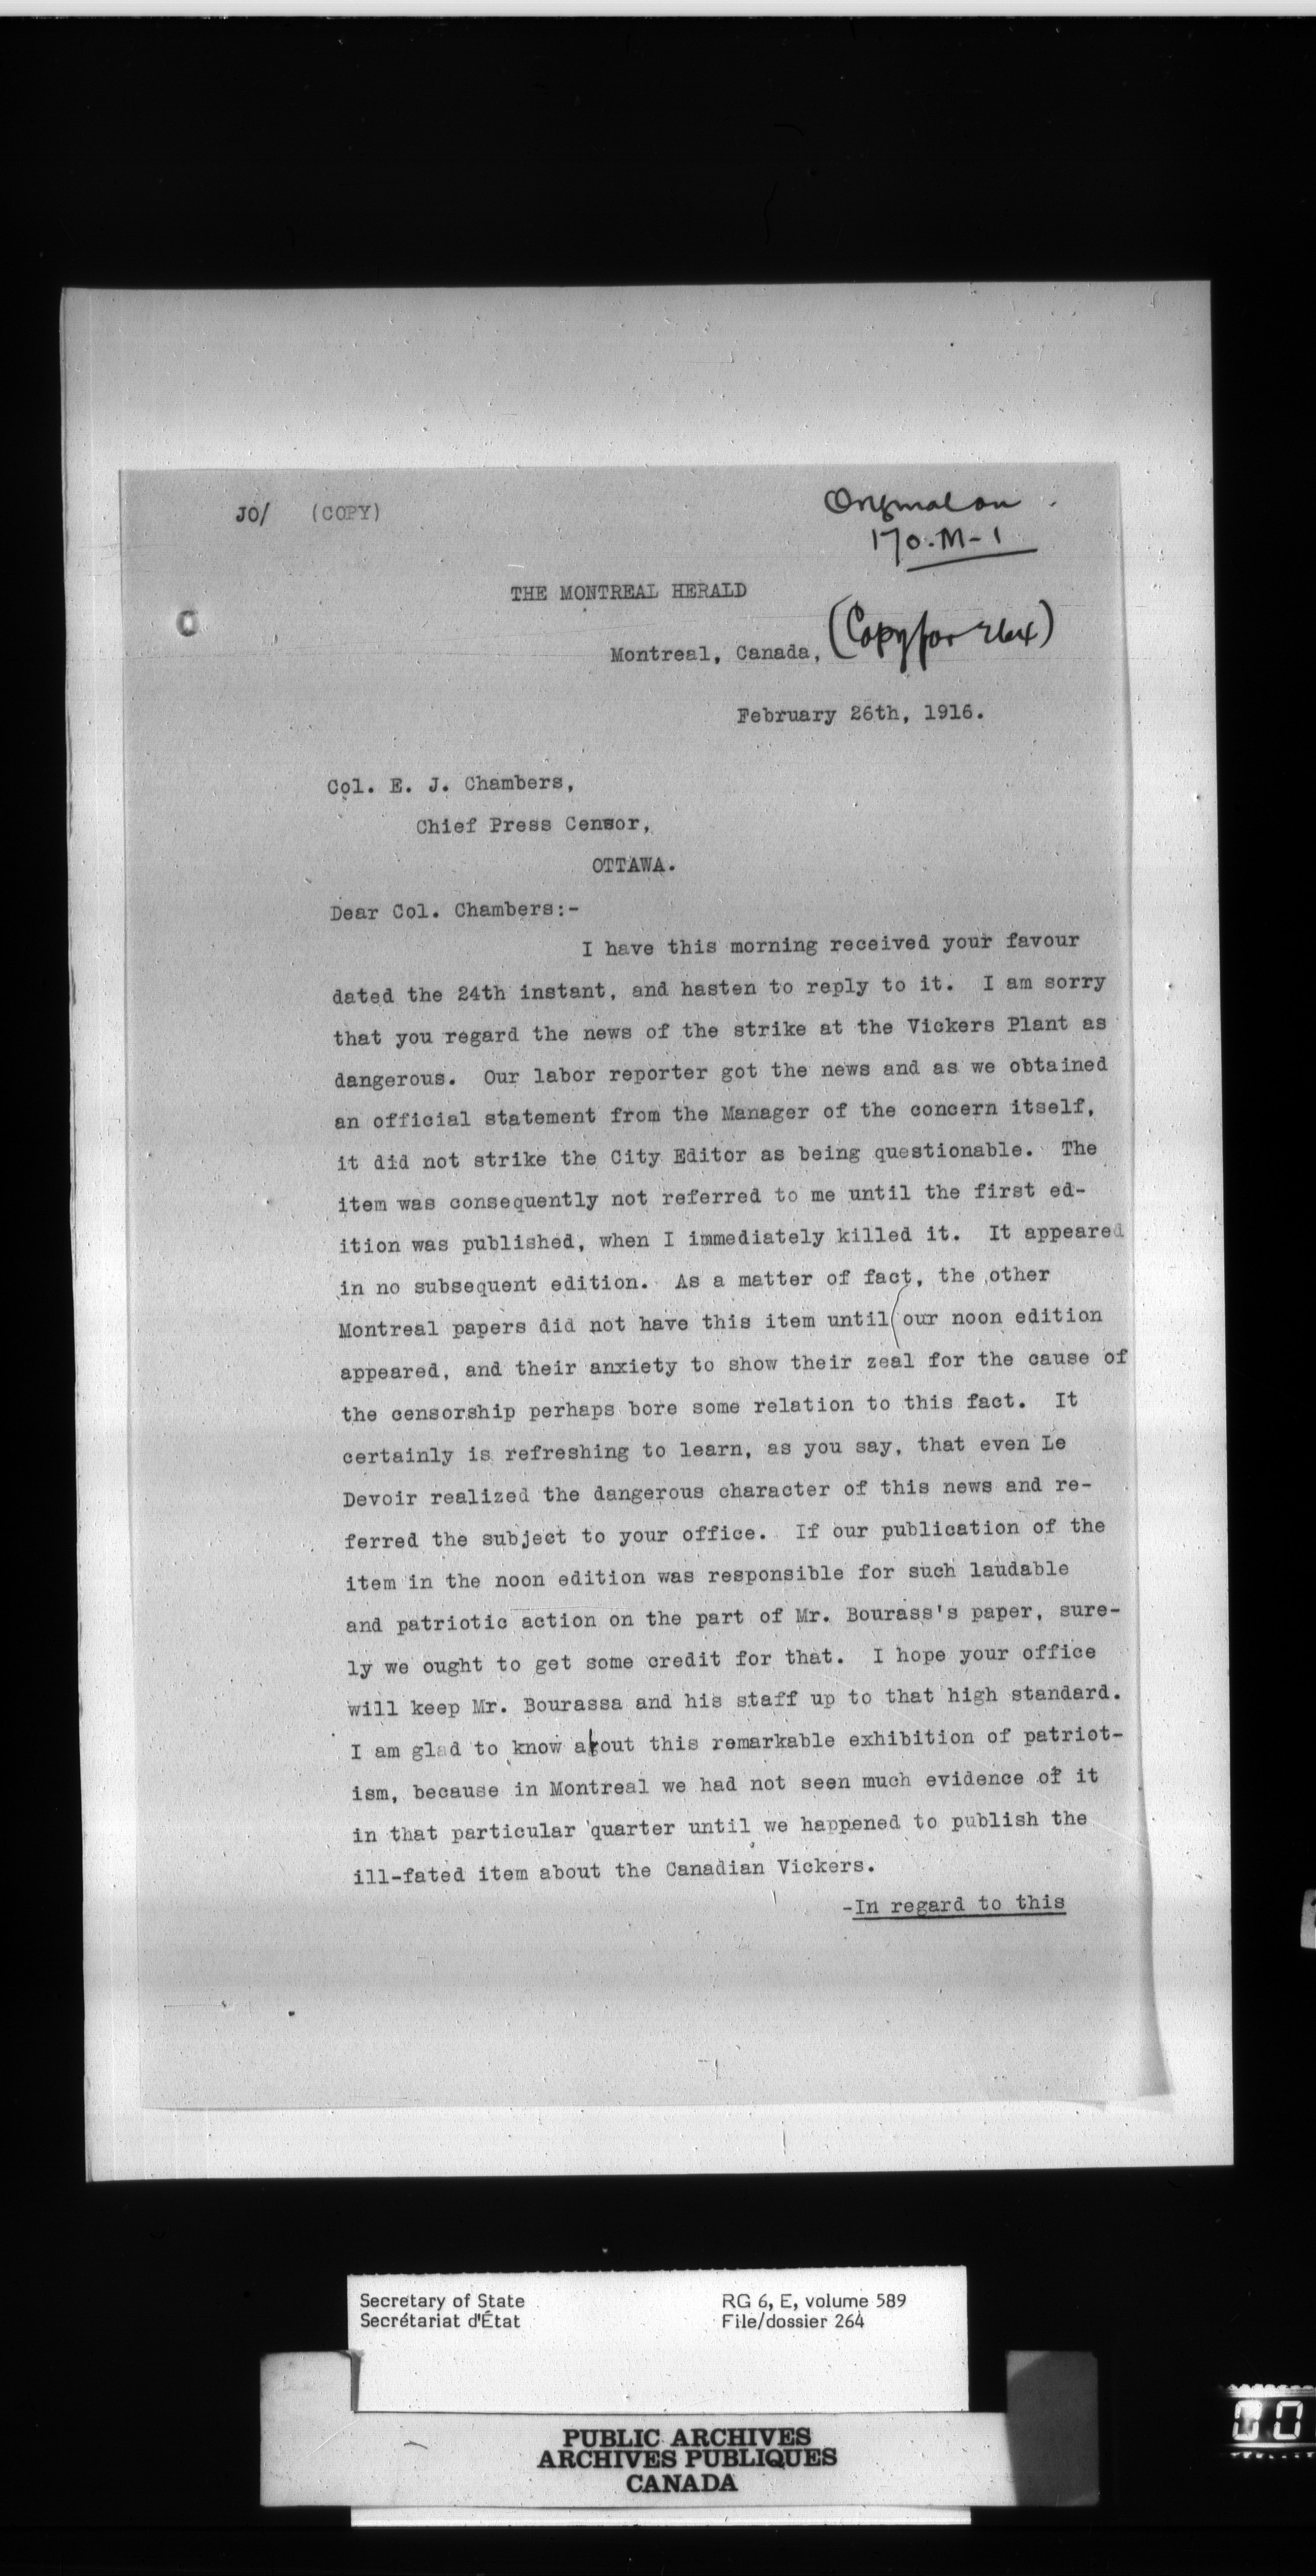 JO/ (COPY)
Original on
170.M-1
THE MONTREAL HERALD
(Copy for 264)
Montreal, Canada,
February 26th, 1916.
Col. E. J. Chambers,
Chief Press Censor,
OTTAWA.
Dear Col. Chambers:-
I have this morning received your favour
dated the 24th instant, and hasten to reply to it. I am sorry
that you regard the news of the strike at the Vickers Plant as
dangerous. Our labor reporter got the news and as we obtained
an official statement from the Manager of the concern itself,
it did not strike the City Editor as being questionable. The
item was consequently not referred to me until the first ed-
ition was published, when I immediately killed it. It appeared
in no subsequent edition. As a matter of fact, the other
Montreal papers did not have this item until our noon edition
appeared, and their anxiety to show their zeal for the cause of
the censorship perhaps bore some relation to this fact. It
certainly is refreshing to learn, as you say, that even Le
Devoir realized the dangerous character of this news and re-
ferred the subject to your office. If our publication of the
item in the noon edition was responsible for such laudable
and patriotic action on the part of Mr. Bourass's paper, sure-
ly we ought to get some credit for that. I hope your office
will keep Mr. Bourassa and his staff up to that high standard.
I am glad to know about this remarkable exhibition of patriot-
ism, because in Montreal we had not seen much evidence of it
in that particular quarter until we happened to publish the
ill-fated item about the Canadian Vickers.
-In regard to this
Secretary of State RG 6, E, volume 589
Secrétariat d'État File/dossier 264
PUBLIC ARCHIVES
ARCHIVES PUBLIQUES
CANADA
00